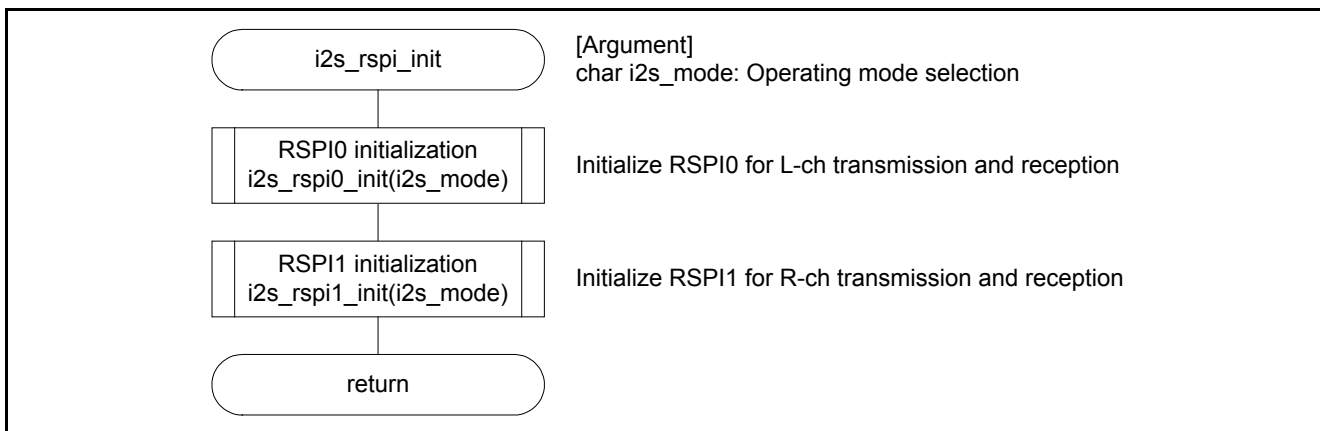 i2s_rspi_init
[Argument]
char i2s_mode: Operating mode selection
RSPI0 initialization
i2s_rspi0_init(i2s_mode)
Initialize RSPI0 for L-ch transmission and reception
RSPI1 initialization
i2s_rspi1_init(i2s_mode)
Initialize RSPI1 for R-ch transmission and reception
return